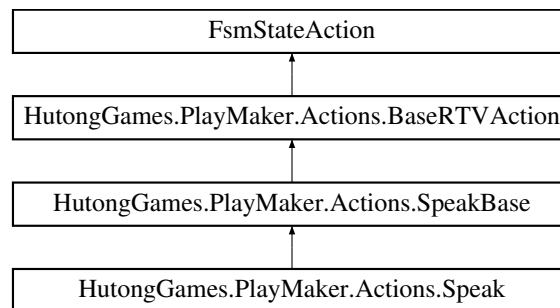 FsmStateAction
HutongGames.PlayMaker.Actions.BaseRTVAction
HutongGames.PlayMaker.Actions.SpeakBase
HutongGames.PlayMaker.Actions.Speak